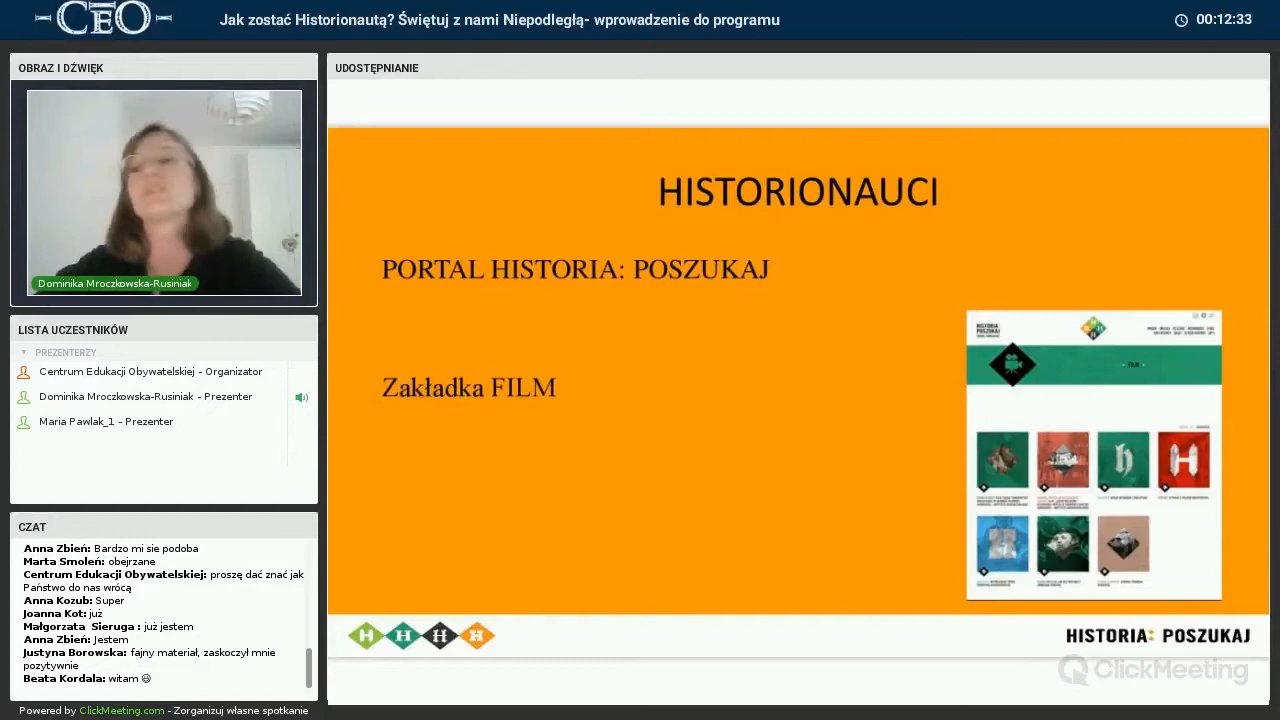 CEO
Jak zostać Historionautą? Świętuj z nami Niepodległą- wprowadzenie do programu
00:12:33
OBRAZ I DŹWIĘK
Dominika Mroczkowska-Rusiniak
LISTA UCZESTNIKÓW
PREZENTERZY
Centrum Edukacji Obywatelskiej - Organizator
Dominika Mroczkowska-Rusiniak - Prezenter
Maria Pawlak_1 - Prezenter
CZAT
Anna Zbień: Bardzo mi sie podoba
Marta Smoleń: obejrzane
Centrum Edukacji Obywatelskiej: proszę dać znać jak
Państwo do nas wrócą
Anna Kozub: Super
Joanna Kot: już
Małgorzata Sieruga : już jestem
Anna Zbień: Jestem
Justyna Borowska: fajny materiał, zaskoczył mnie
pozytywnie
Beata Kordala: witam 😃
Powered by ClickMeeting.com - Zorganizuj własne spotkanie
UDOSTĘPNIANIE
HISTORIONAUCI
PORTAL HISTORIA: POSZUKAJ
Zakładka FILM
HISTORIA
POSZUKAJ
FILM
H H H H
HISTORIA: POSZUKAJ
ClickMeeting